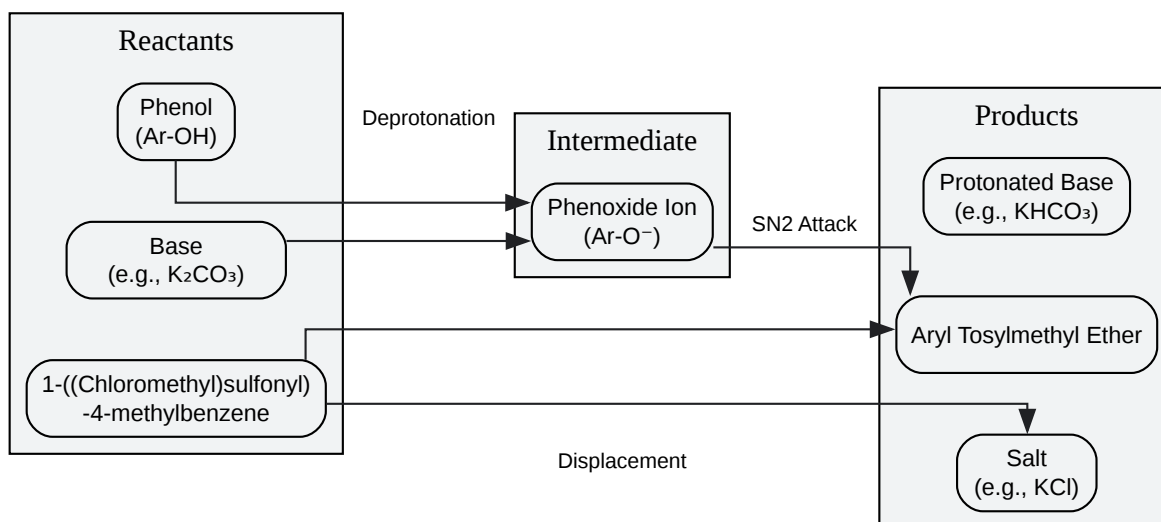 Reactants
Phenol
(Ar-OH)
Base
(e.g., K₂CO₃)
1-((Chloromethyl)sulfonyl)
-4-methylbenzene
Deprotonation
Intermediate
Phenoxide Ion
(Ar-O⁻)
SN2 Attack
Displacement
Products
Protonated Base
(e.g., KHCO₃)
Aryl Tosylmethyl Ether
Salt
(e.g., KCl)